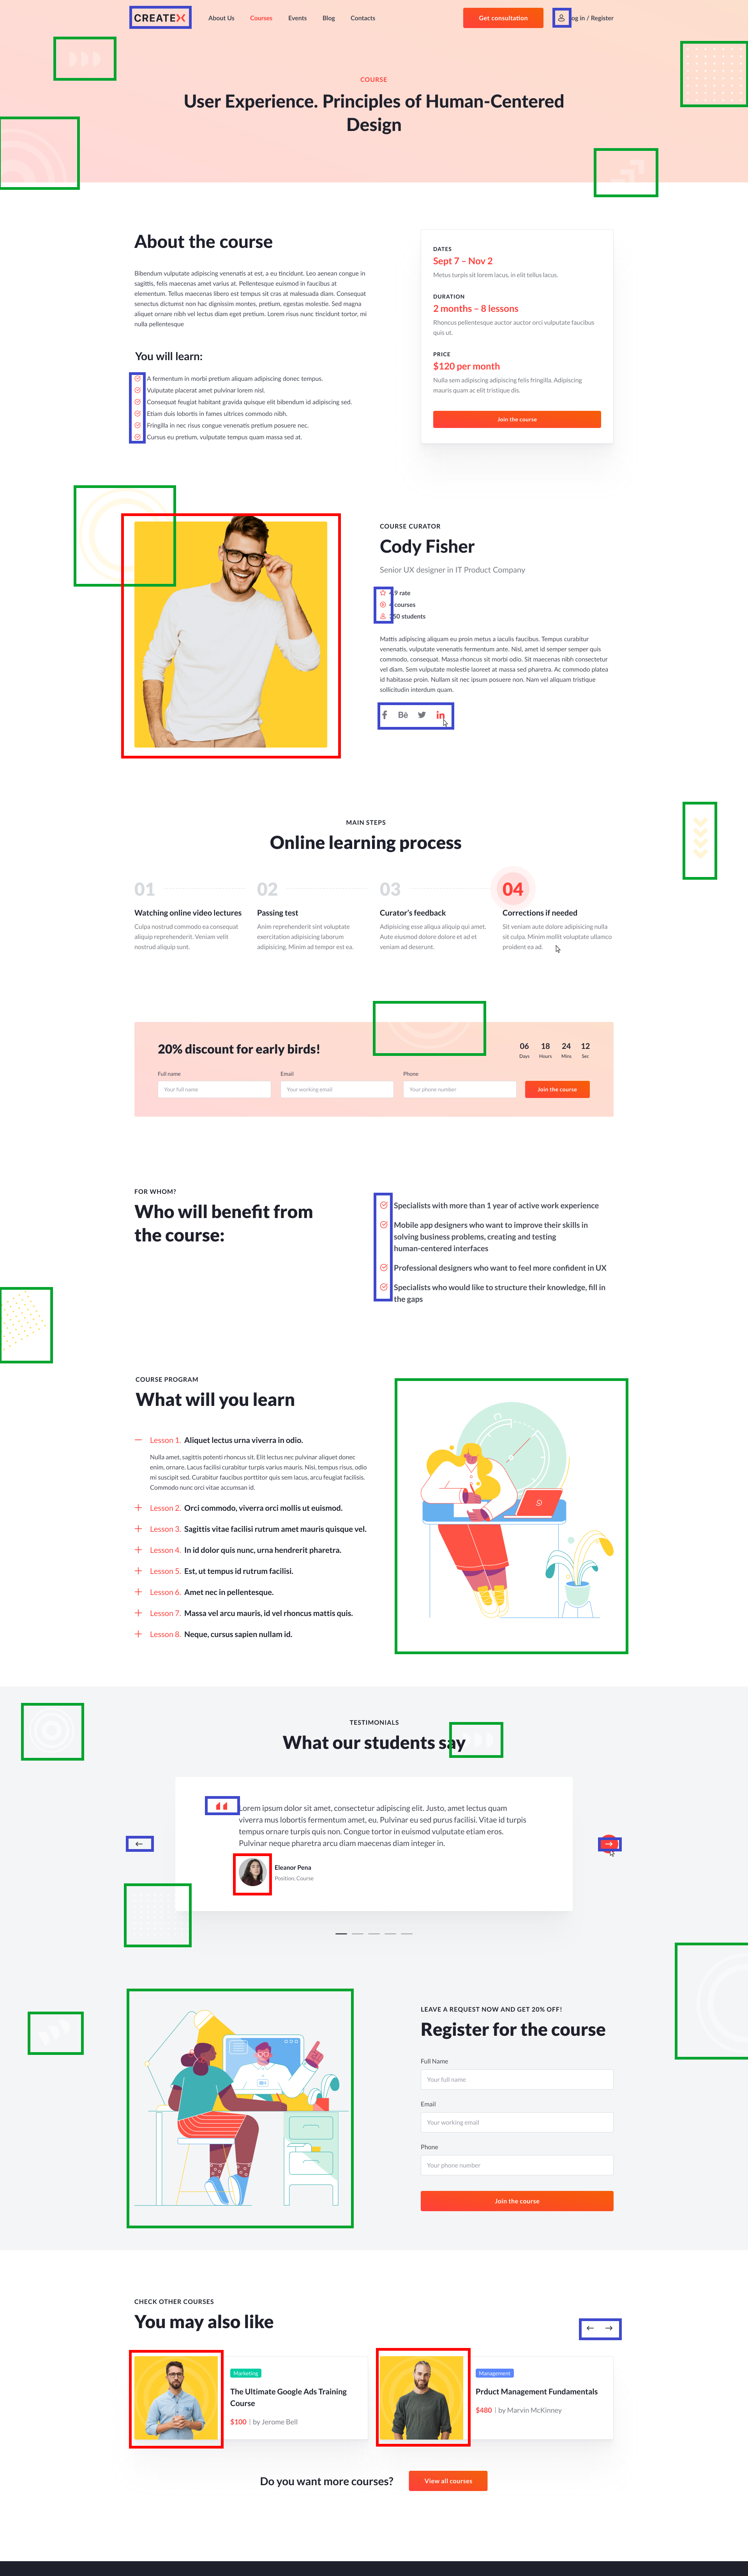 CREATEX
About Us Courses Events Blog Contacts
Get consultation
og in / Register
COURSE
User Experience. Principles of Human-Centered
Design
About the course
Bibendum vulputate adipiscing venenatis at est, a eu tincidunt. Leo aenean congue in
sagittis, felis maecenas amet varius at. Pellentesque euismod in faucibus at
elementum. Tellus maecenas libero est tempus sit cras at malesuada diam. Consequat
senectus dictumst non hac dignissim montes, pretium, egestas molestie. Sed magna
aliquet ornare nibh vel lectus diam eget pretium. Lorem risus nunc tincidunt tortor, mi
nulla pellentesque
You will learn:
A fermentum in morbi pretium aliquam adipiscing donec tempus.
Vulputate placerat amet pulvinar lorem nisl.
Consequat feugiat habitant gravida quisque elit bibendum id adipiscing sed.
Etiam duis lobortis in fames ultrices commodo nibh.
Fringilla in nec risus congue venenatis pretium posuere nec.
Cursus eu pretium, vulputate tempus quam massa sed at.
DATES
Sept 7 – Nov 2
Metus turpis sit lorem lacus, in elit tellus lacus.
DURATION
2 months – 8 lessons
Rhoncus pellentesque auctor auctor orci vulputate faucibus
quis ut.
PRICE
$120 per month
Nulla sem adipiscing adipiscing felis fringilla. Adipiscing
mauris quam ac elit tristique dis.
Join the course
COURSE CURATOR
Cody Fisher
Senior UX designer in IT Product Company
rate
courses
50 students
Mattis adipiscing aliquam eu proin metus a iaculis faucibus. Tempus curabitur
venenatis, vulputate venenatis fermentum ante. Nisl, amet id semper semper quis
commodo, consequat. Massa rhoncus sit morbi odio. Sit maecenas nibh consectetur
vel diam. Sem vulputate molestie laoreet at massa sed pharetra. Ac commodo platea
id habitasse proin. Nullam sit nec ipsum posuere non. Nam vel aliquam tristique
sollicitudin interdum quam.
MAIN STEPS
Online learning process
01 02 03 04
Watching online video lectures
Culpa nostrud commodo ea consequat
aliquip reprehenderit. Veniam velit
nostrud aliquip sunt.
Passing test
Anim reprehenderit sint voluptate
exercitation adipisicing laborum
adipisicing. Minim ad tempor est ea.
Curator's feedback
Adipisicing esse aliqua aliquip qui amet.
Aute eiusmod dolore dolore et ad et
veniam ad deserunt.
Corrections if needed
Sit veniam aute dolore adipisicing nulla
sit culpa. Minim mollit voluptate ullamco
proident ea ad.
20% discount for early birds!
06 18 24 12
Days Hours Mins Sec
Full name Email Phone
Your full name Your working email Your phone number Join the course
FOR WHOM?
Who will benefit from
the course:
Specialists with more than 1 year of active work experience
Mobile app designers who want to improve their skills in
solving business problems, creating and testing
human-centered interfaces
Professional designers who want to feel more confident in UX
Specialists who would like to structure their knowledge, fill in
the gaps
COURSE PROGRAM
What will you learn
Lesson 1. Aliquet lectus urna viverra in odio.
Nulla amet, sagittis potenti rhoncus sit. Elit lectus nec pulvinar aliquet donec
enim, ornare. Lacus facilisi curabitur turpis varius mauris. Nisi, tempus risus, odio
mi suscipit sed. Curabitur faucibus porttitor quis sem lacus, arcu feugiat facilisis.
Commodo nunc orci vitae accumsan id.
Lesson 2. Orci commodo, viverra orci mollis ut euismod.
Lesson 3. Sagittis vitae facilisi rutrum amet mauris quisque vel.
Lesson 4. In id dolor quis nunc, urna hendrerit pharetra.
Lesson 5. Est, ut tempus id rutrum facilisi.
Lesson 6. Amet nec in pellentesque.
Lesson 7. Massa vel arcu mauris, id vel rhoncus mattis quis.
Lesson 8. Neque, cursus sapien nullam id.
TESTIMONIALS
What our students say
Lorem ipsum dolor sit amet, consectetur adipiscing elit. Justo, amet lectus quam
viverra mus lobortis fermentum amet, eu. Pulvinar eu sed purus facilisi. Vitae id turpis
tempus ornare turpis quis non. Congue tortor in euismod vulputate etiam eros.
Pulvinar neque pharetra arcu diam maecenas diam integer in.
Eleanor Pena
Position, Course
LEAVE A REQUEST NOW AND GET 20% OFF!
Register for the course
Full Name
Your full name
Email
Your working email
Phone
Your phone number
Join the course
CHECK OTHER COURSES
You may also like
Marketing
The Ultimate Google Ads Training
Course
$100 | by Jerome Bell
Management
Prduct Management Fundamentals
$480 | by Marvin McKinney
Do you want more courses?
View all courses